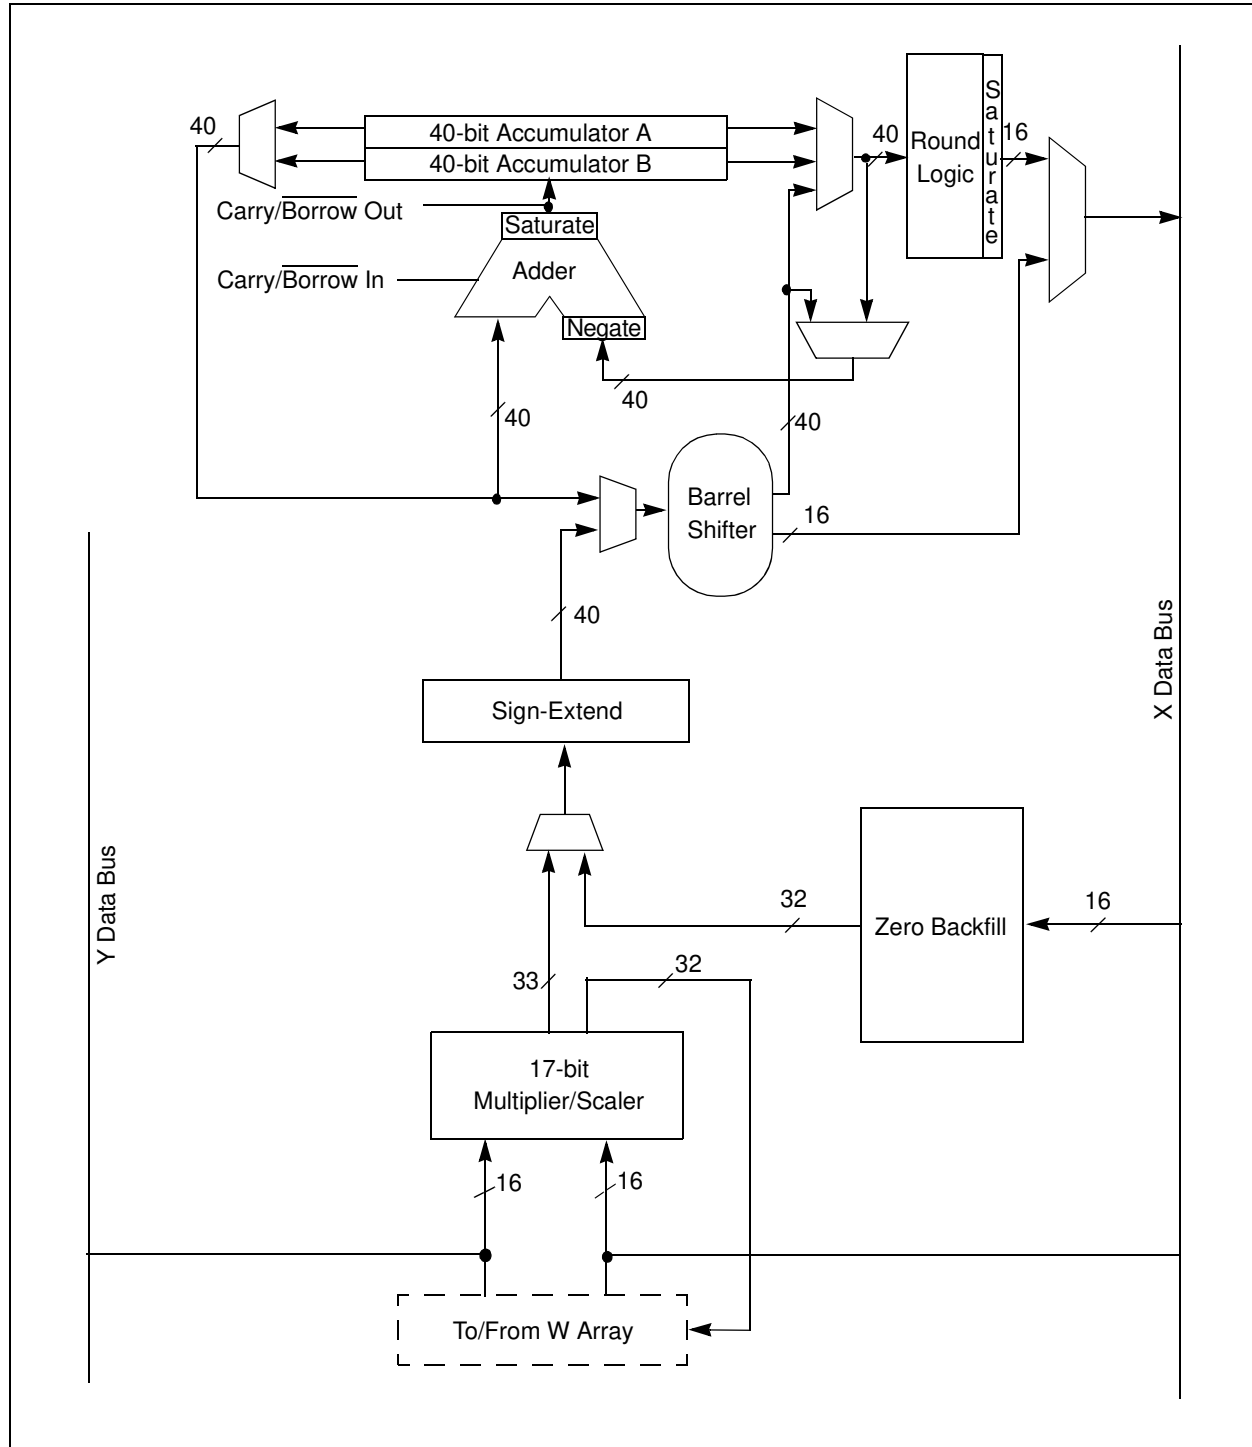 40
40-bit Accumulator A
40-bit Accumulator B
40
Round
Logic
Saturate
16
Carry/Borrow Out
Saturate
Carry/Borrow In
Adder
Negate
40
40
40
Barrel
Shifter
16
40
Sign-Extend
X Data Bus
Y Data Bus
32
Zero Backfill
16
33
32
17-bit
Multiplier/Scaler
16
16
To/From W Array